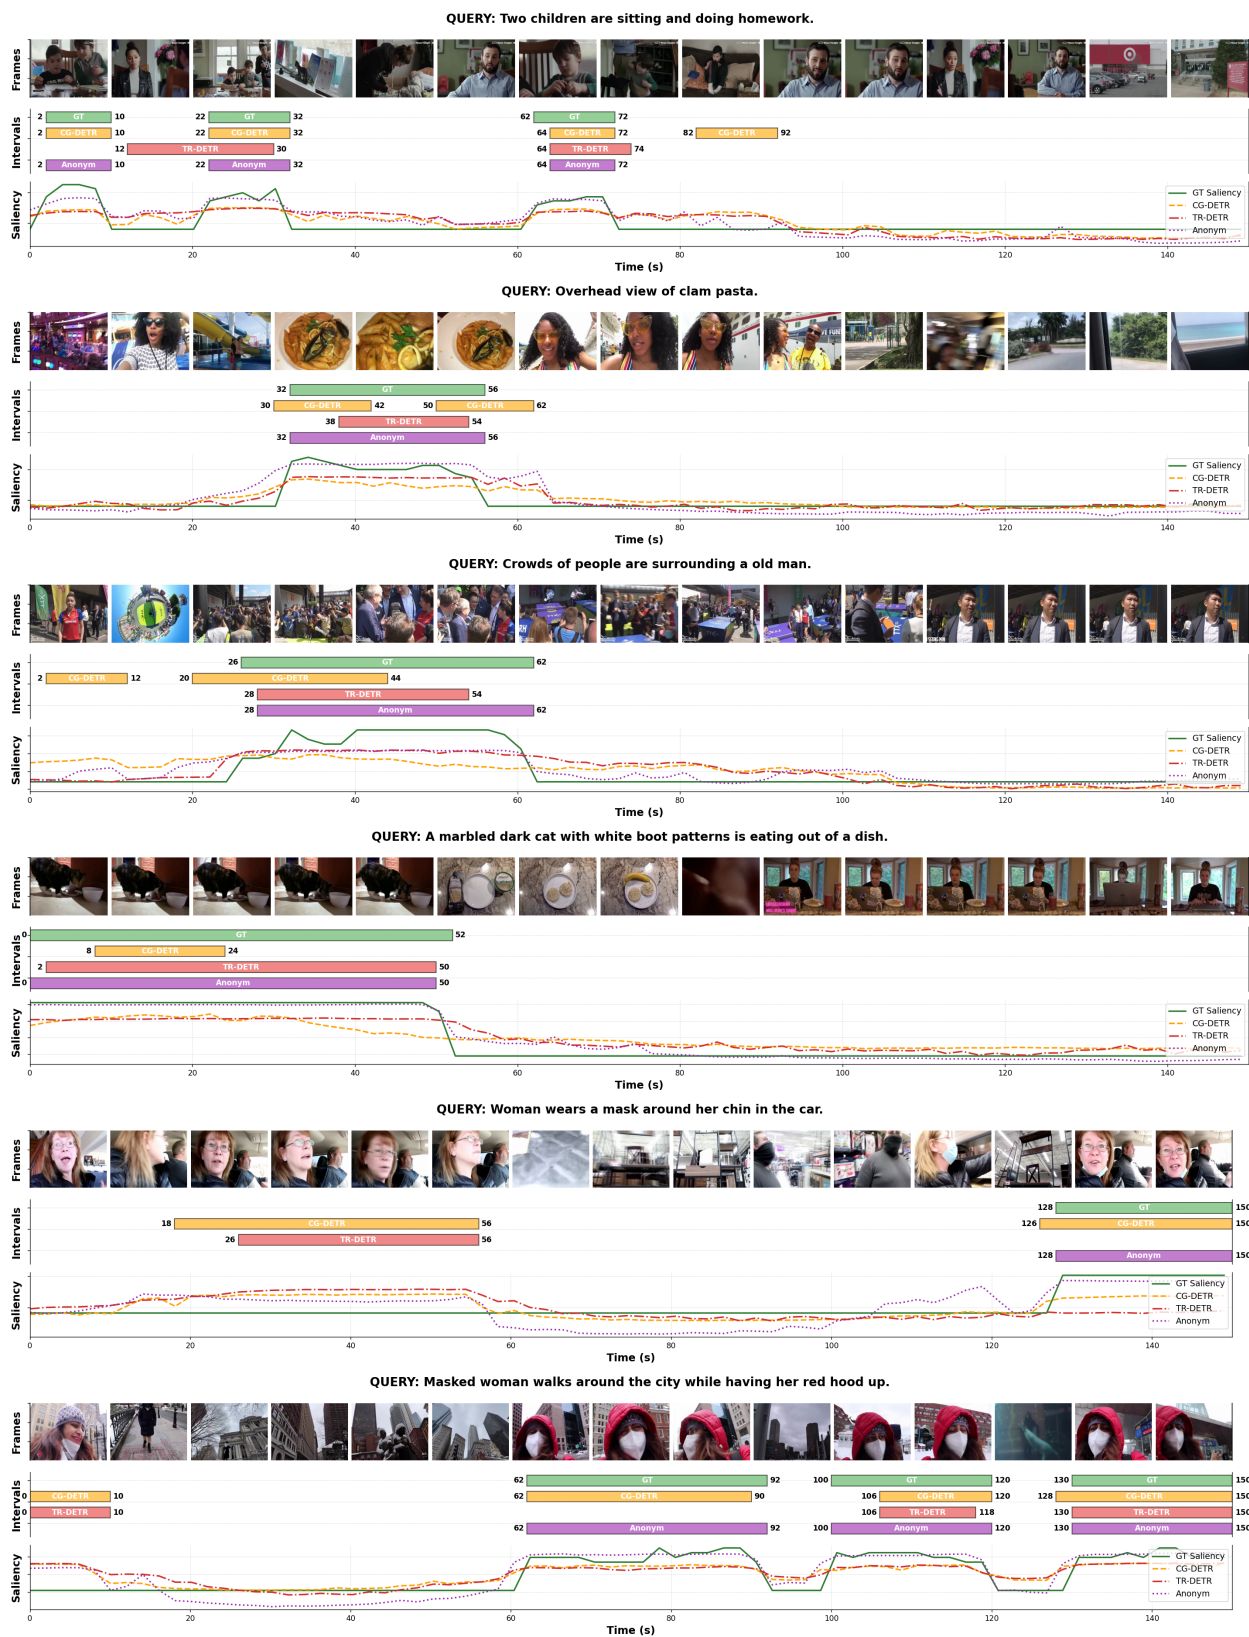 QUERY: Two children are sitting and doing homework.
Frames
Intervals
2 GT 10 22 GT 32 62 GT 72
2 CG-DETR 10 22 CG-DETR 32 64 CG-DETR 72 82 CG-DETR 92
12 TR-DETR 30 64 TR-DETR 74
2 Anonym 10 22 Anonym 32 64 Anonym 72
Saliency
GT Saliency
CG-DETR
TR-DETR
Anonym
0 20 40 60 80 100 120 140
Time (s)
QUERY: Overhead view of clam pasta.
Frames
Intervals
32 GT 56
30 CG-DETR 42 50 CG-DETR 62
38 TR-DETR 54
32 Anonym 56
Saliency
GT Saliency
CG-DETR
TR-DETR
Anonym
0 20 40 60 80 100 120 140
Time (s)
QUERY: Crowds of people are surrounding a old man.
Frames
Intervals
26 GT 62
2 CG-DETR 12 20 CG-DETR 44
28 TR-DETR 54
28 Anonym 62
Saliency
GT Saliency
CG-DETR
TR-DETR
Anonym
0 20 40 60 80 100 120 140
Time (s)
QUERY: A marbled dark cat with white boot patterns is eating out of a dish.
Frames
Intervals
0 GT 52
8 CG-DETR 24
2 TR-DETR 50
0 Anonym 50
Saliency
GT Saliency
CG-DETR
TR-DETR
Anonym
0 20 40 60 80 100 120 140
Time (s)
QUERY: Woman wears a mask around her chin in the car.
Frames
Intervals
128 GT 150
18 CG-DETR 56 126 CG-DETR 150
26 TR-DETR 56
128 Anonym 150
Saliency
GT Saliency
CG-DETR
TR-DETR
Anonym
0 20 40 60 80 100 120 140
Time (s)
QUERY: Masked woman walks around the city while having her red hood up.
Frames
Intervals
62 GT 92 100 GT 120 130 GT 150
0 CG-DETR 10 62 CG-DETR 90 106 CG-DETR 120 128 CG-DETR 150
TR-DETR 10 106 TR-DETR 118 130 TR-DETR 150
62 Anonym 92 100 Anonym 120 130 Anonym 150
Saliency
GT Saliency
CG-DETR
TR-DETR
Anonym
0 20 40 60 80 100 120 140
Time (s)